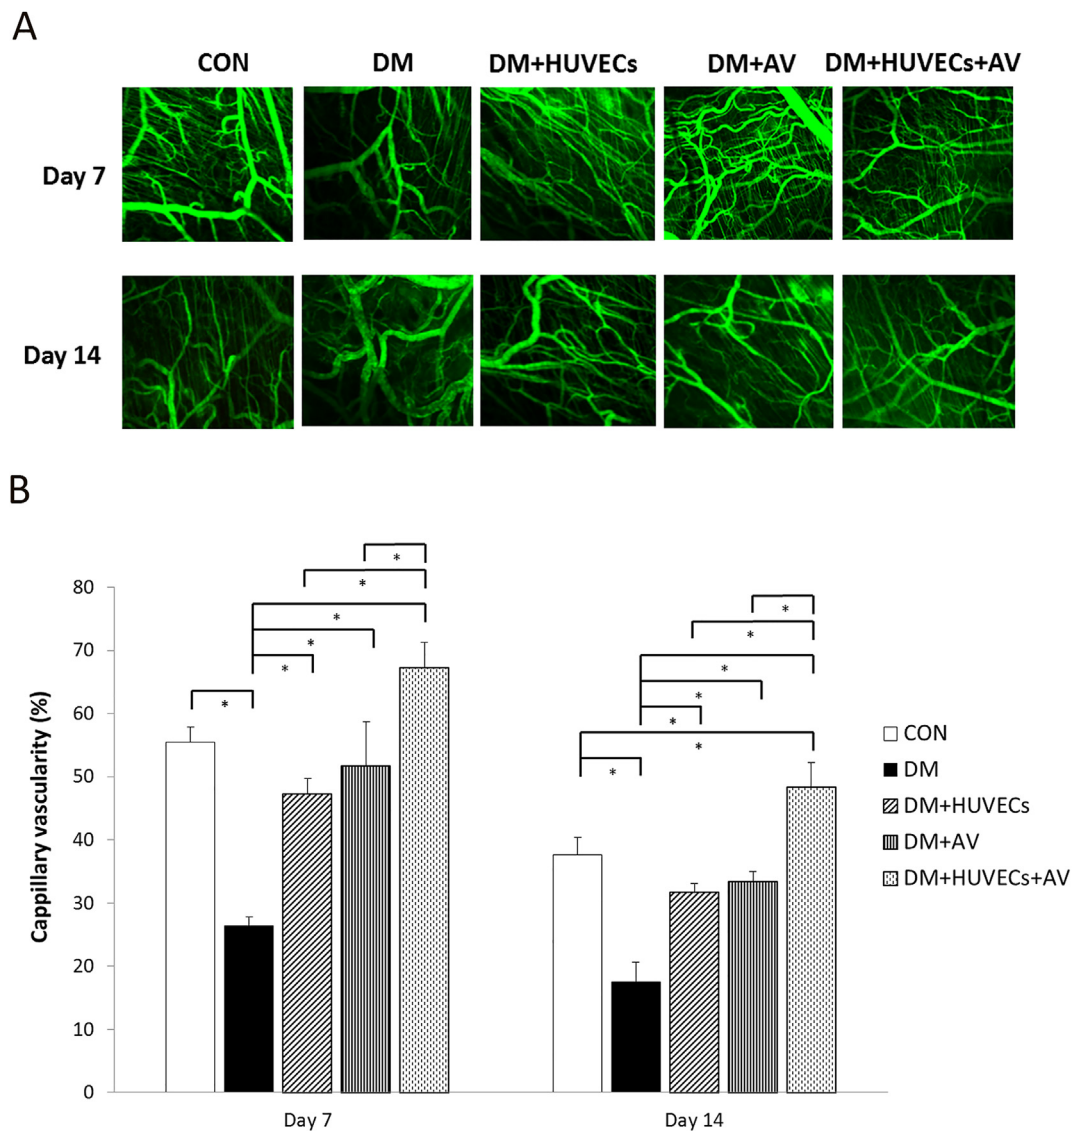 A
CON DM DM+HUVECs DM+AV DM+HUVECs+AV
Day 7
Day 14
B
* 
*
*
*
*
*
*
*
*
*
*
*
*
80
70
60
50
40
30
20
10
0
Cappillary vascularity (%)
Day 7 Day 14
CON
DM
DM+HUVECs
DM+AV
DM+HUVECs+AV